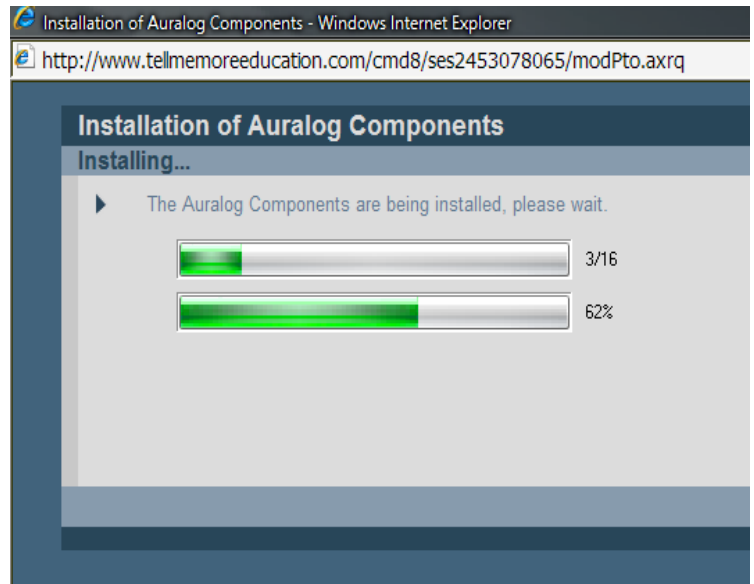 Installation of Auralog Components - Windows Internet Explorer
http://www.tellmemoreeducation.com/cmd8/ses2453078065/modPto.axrq
Installation of Auralog Components
Installing...
The Auralog Components are being installed, please wait.
3/16
62%